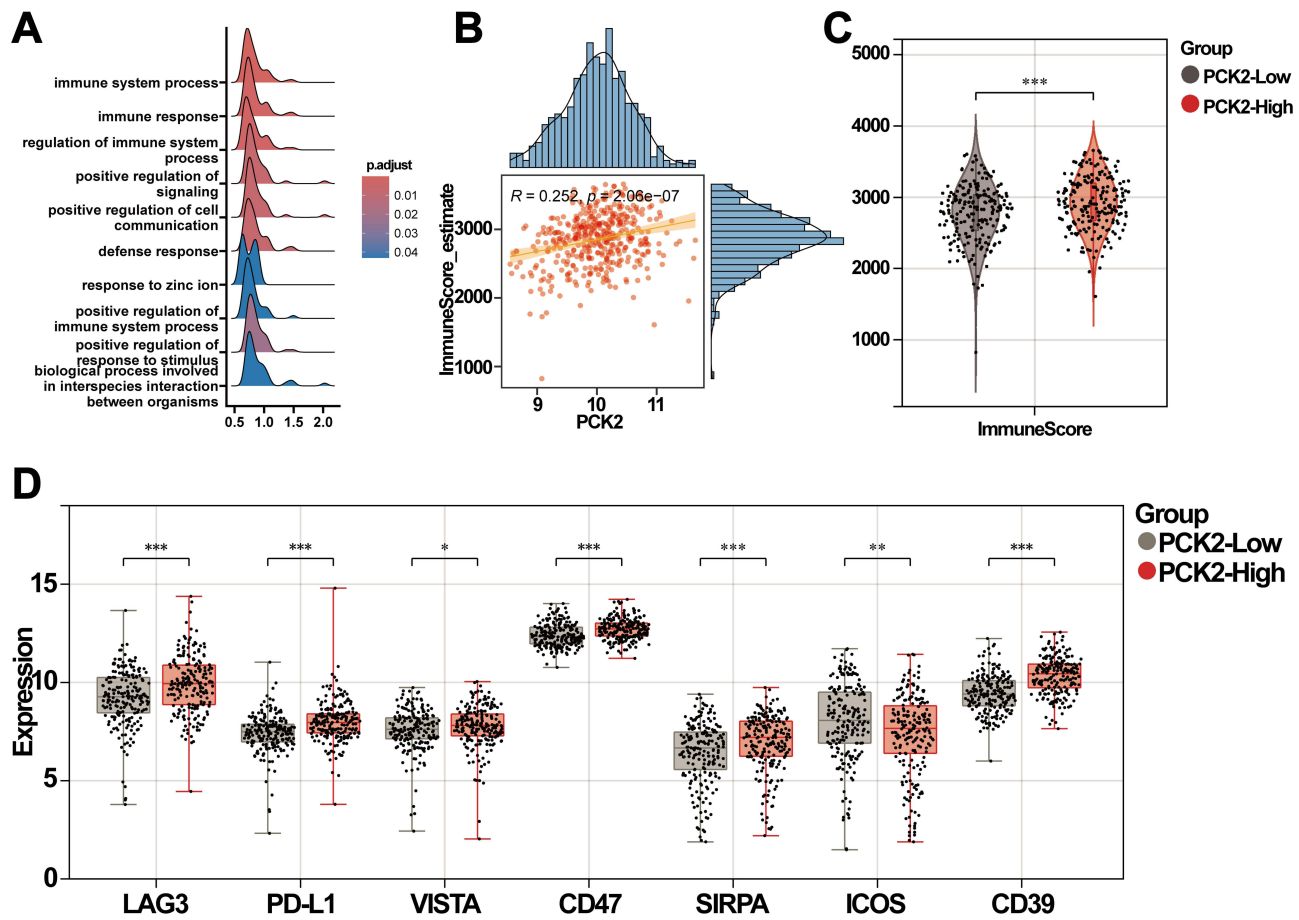 A
immune system process
immune response
regulation of immune system
process
positive regulation of
signaling
positive regulation of cell
communication
defense response
response to zinc ion
positive regulation of
immune system process
positive regulation of
response to stimulus
biological process involved
in interspecies interaction
between organisms
0.5 1.0 1.5 2.0
p.adjust
0.01
0.02
0.03
0.04
B
R = 0.252, p = 2.06e−07
ImmuneScore_estimate
3000
2000
1000
9 10 11
PCK2
C
5000
4000
3000
2000
1000
***
ImmuneScore
Group
PCK2-Low
PCK2-High
D
Expression
15
10
5
0
*** *** * *** *** ** ***
LAG3 PD-L1 VISTA CD47 SIRPA ICOS CD39
Group
PCK2-Low
PCK2-High